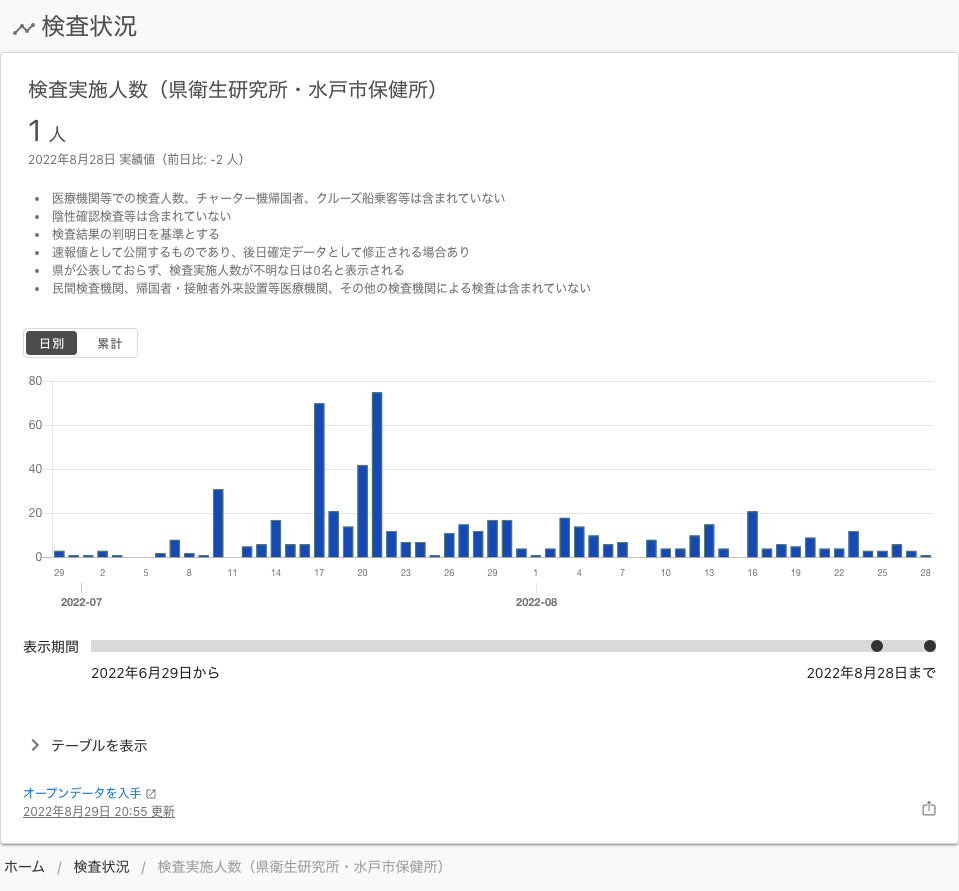 検査状況
検査実施人数（県衛生研究所・水戸市保健所）
1 人
2022年8月28日 実績値（前日比: -2 人）
• 医療機関等での検査人数、チャーター機帰国者、クルーズ船乗客等は含まれていない
• 陰性確認検査等は含まれていない
• 検査結果の判明日を基準とする
• 速報値として公開するものであり、後日確定データとして修正される場合あり
• 県が公表しておらず、検査実施人数が不明な日は0名と表示される
• 民間検査機関、帰国者・接触者外来設置等医療機関、その他の検査機関による検査は含まれていない
日別 累計
80
60
40
20
0
29 2 5 8 11 14 17 20 23 26 29 1 4 7 10 13 16 19 22 25 28
2022-07 2022-08
表示期間
2022年6月29日から 2022年8月28日まで
テーブルを表示
オープンデータを入手
2022年8月29日 20:55 更新
ホーム / 検査状況 / 検査実施人数（県衛生研究所・水戸市保健所）